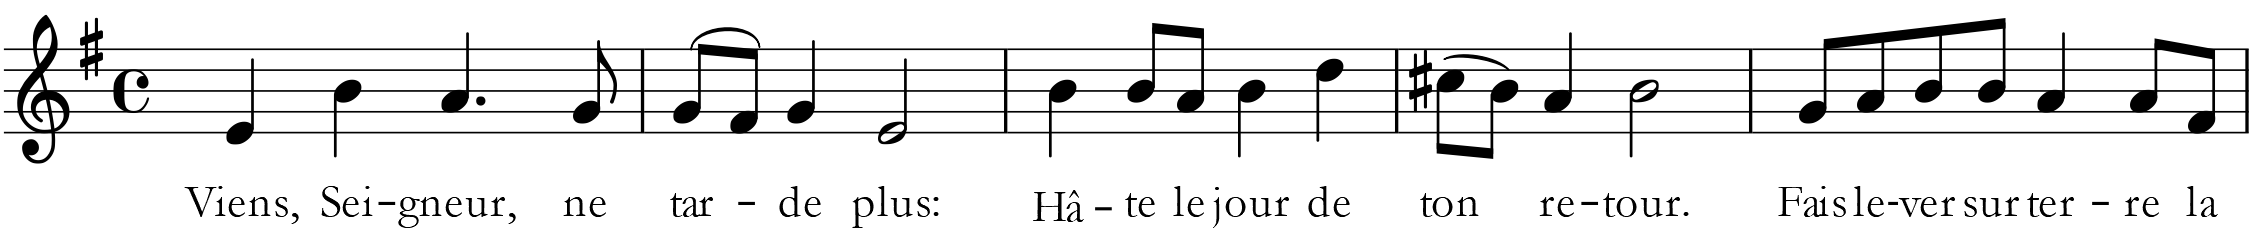 Viens, Sei-gneur, ne tar - de plus: Hâ - te le jour de ton re-tour. Fais le-ver sur ter - re la